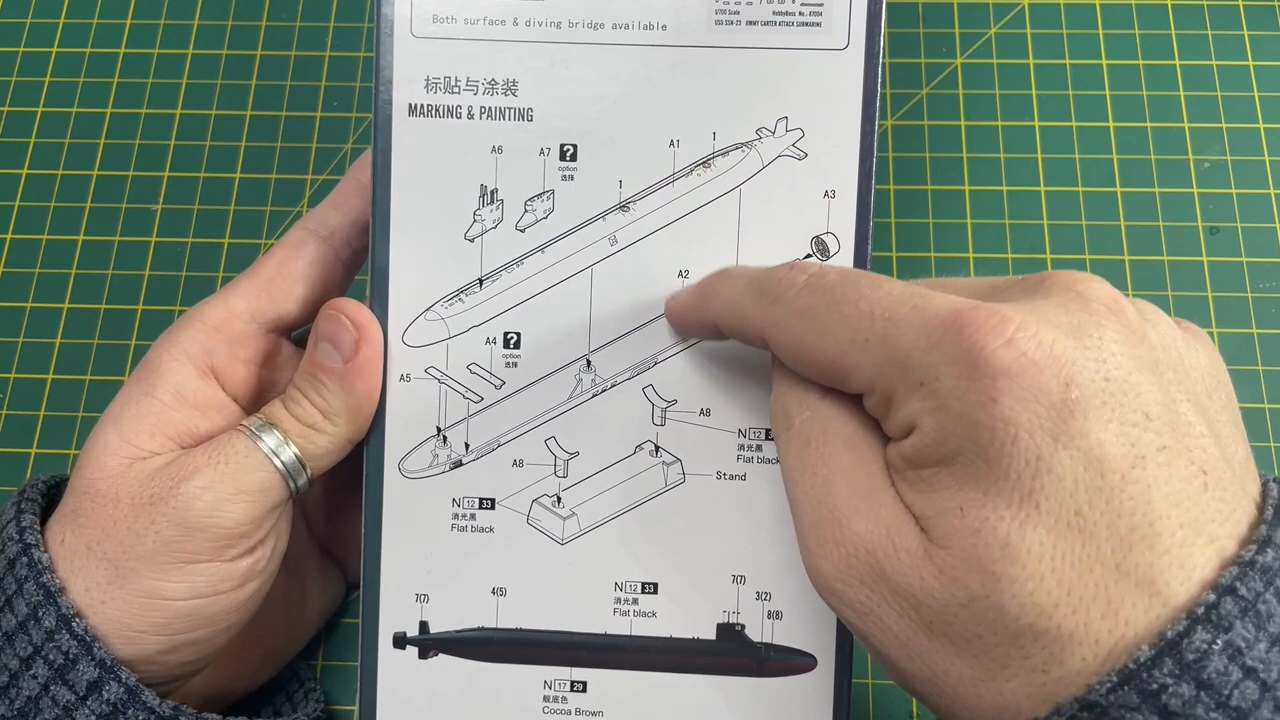 Both surface & diving bridge available
1/700 Scale
HobbyBoss No.: 87004
USS SSN-23 JIMMY CARTER ATTACK SUBMARINE
标贴与涂装
MARKING & PAINTING
A6
A7
?
option
选择
A1
1
1
A3
A2
A5
A4
?
option
选择
A8
N 12
消光黑
Flat black
A8
Stand
N 12 33
消光黑
Flat black
7(7)
4(5)
N 12 33
消光黑
Flat black
7(7)
3(2)
8(8)
N 17 29
舰底色
Cocoa Brown